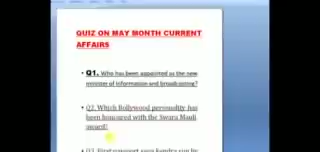 QUIZ ON MAY MONTH CURRENT
AFFAIRS
• Q1. Who has been appointed as the new
minister of information and broadcasting?
• Q2. Which Bollywood personality has
been honoured with the Swara Mauli
award?